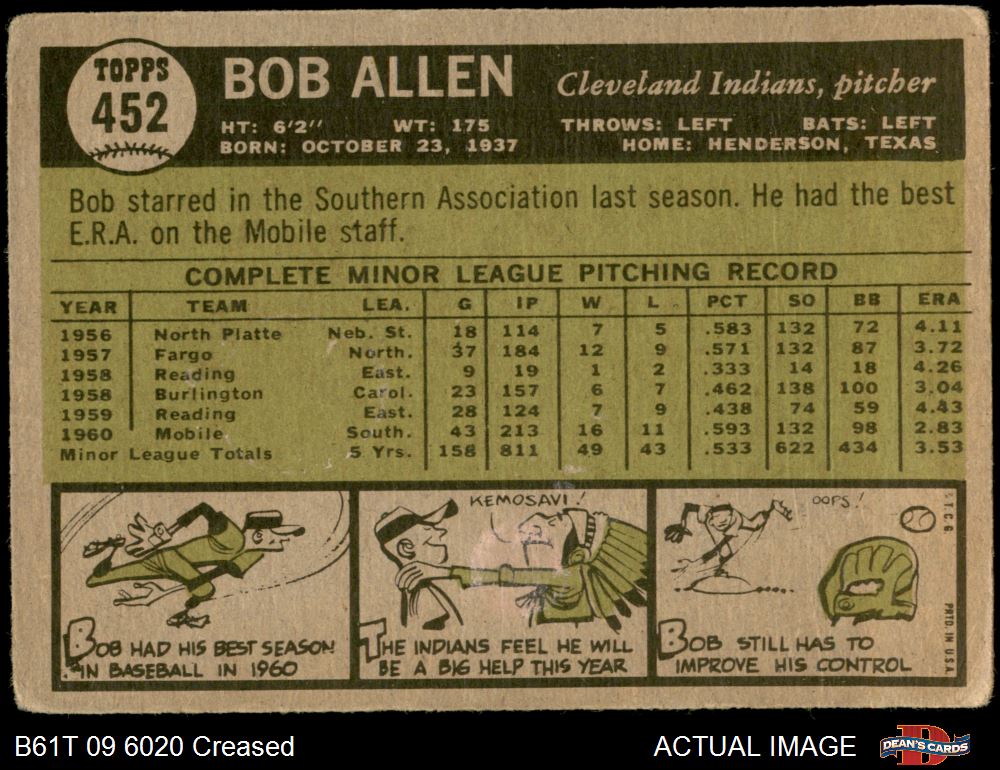 TOPPS
452
BOB ALLEN Cleveland Indians, pitcher
HT: 6'2" WT: 175 THROWS: LEFT BATS: LEFT
BORN: OCTOBER 23, 1937 HOME: HENDERSON, TEXAS
Bob starred in the Southern Association last season. He had the best
E.R.A. on the Mobile staff.
COMPLETE MINOR LEAGUE PITCHING RECORD
YEAR TEAM LEA. G IP W L PCT SO BB ERA
1956 North Platte Neb. St. 18 114 7 5 .583 132 72 4.11
1957 Fargo North. 37 184 12 9 .571 132 87 3.72
1958 Reading East. 9 19 1 2 .333 14 18 4.26
1958 Burlington Carol. 23 157 6 7 .462 138 100 3.04
1959 Reading East. 28 124 7 9 .438 74 59 4.43
1960 Mobile South. 43 213 16 11 .593 132 98 2.83
Minor League Totals 5 Yrs. 158 811 49 43 .533 622 434 3.53
KEMOSAVI!
OOPS!
BOB HAD HIS BEST SEASON
IN BASEBALL IN 1960
THE INDIANS FEEL HE WILL
BE A BIG HELP THIS YEAR
BOB STILL HAS TO
IMPROVE HIS CONTROL
PRTD. IN U.S.A.
B61T 09 6020 Creased
ACTUAL IMAGE
DEAN'S CARDS